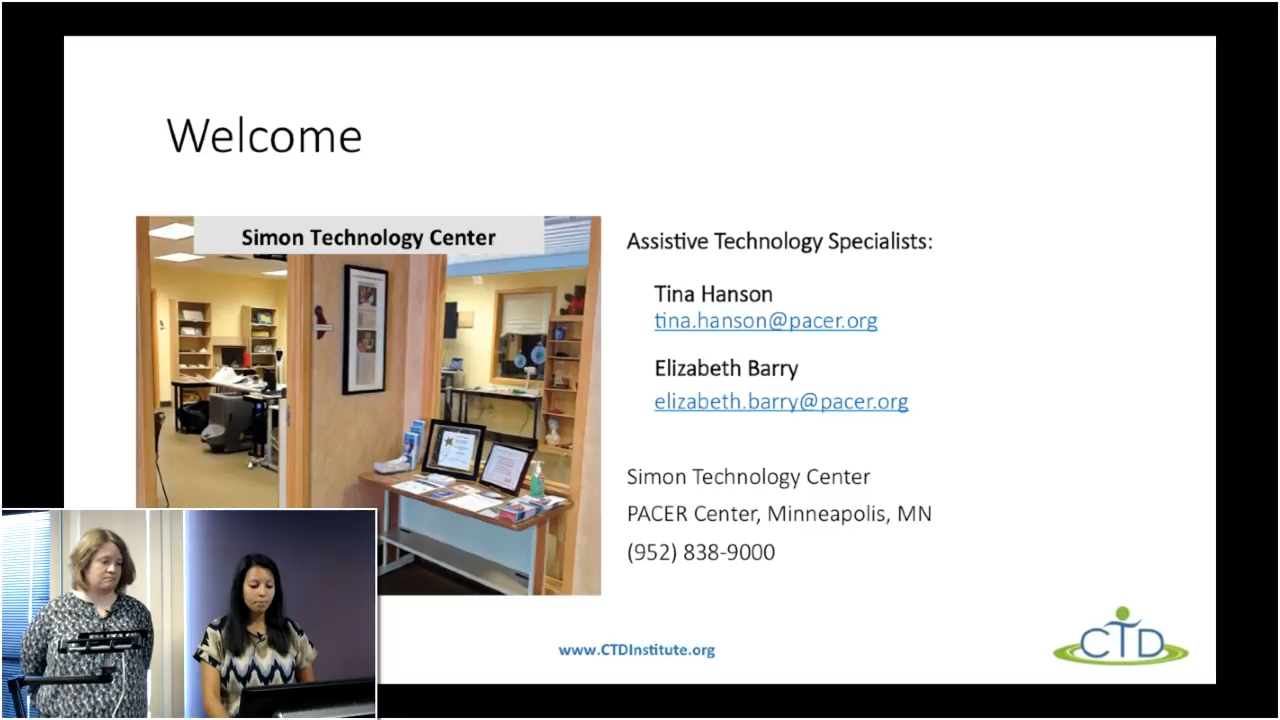 Welcome
Simon Technology Center
Assistive Technology Specialists:
Tina Hanson
tina.hanson@pacer.org
Elizabeth Barry
elizabeth.barry@pacer.org
Simon Technology Center
PACER Center, Minneapolis, MN
(952) 838-9000
www.CTDInstitute.org
CTD